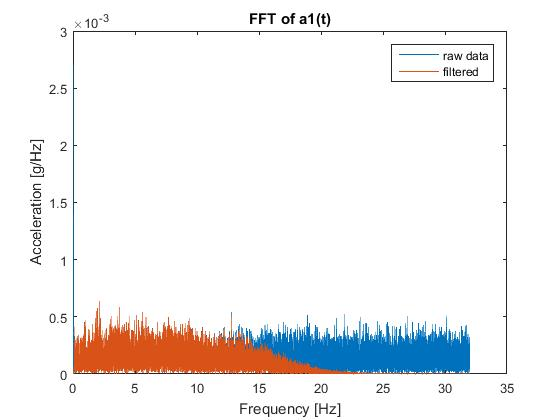 FFT of a1(t)
×10-3
3
2.5
2
1.5
1
0.5
0
Acceleration [g/Hz]
raw data
filtered
0 5 10 15 20 25 30 35
Frequency [Hz]